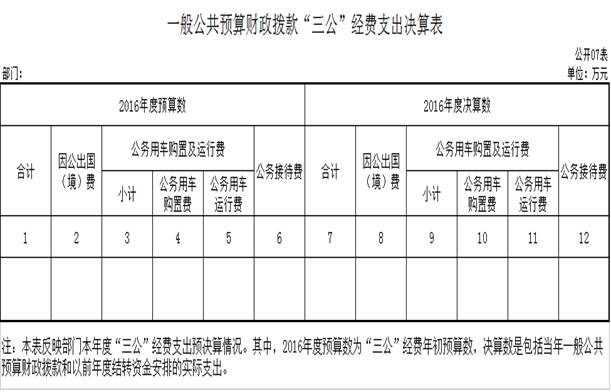 一般公共预算财政拨款“三公”经费支出决算表
公开07表
部门： 单位：万元
2016年度预算数 2016年度决算数
合计 因公出国（境）费 公务用车购置及运行费 公务接待费 合计 因公出国（境）费 公务用车购置及运行费 公务接待费
小计 公务用车购置费 公务用车运行费 小计 公务用车购置费 公务用车运行费
1 2 3 4 5 6 7 8 9 10 11 12
注：本表反映部门本年度“三公”经费支出预决算情况。其中，2016年度预算数为“三公”经费年初预算数，决算数是包括当年一般公共
预算财政拨款和以前年度结转资金安排的实际支出。